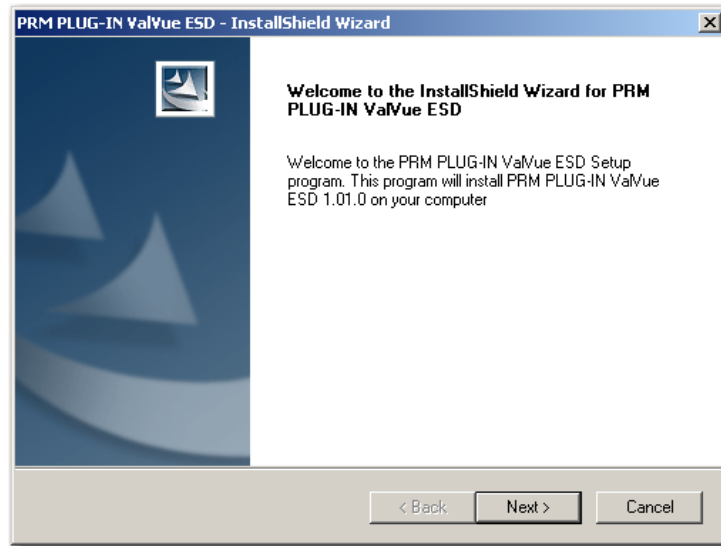 PRM PLUG-IN ValVue ESD - InstallShield Wizard
Welcome to the InstallShield Wizard for PRM
PLUG-IN ValVue ESD
Welcome to the PRM PLUG-IN ValVue ESD Setup
program. This program will install PRM PLUG-IN ValVue
ESD 1.01.0 on your computer
< Back
Next >
Cancel